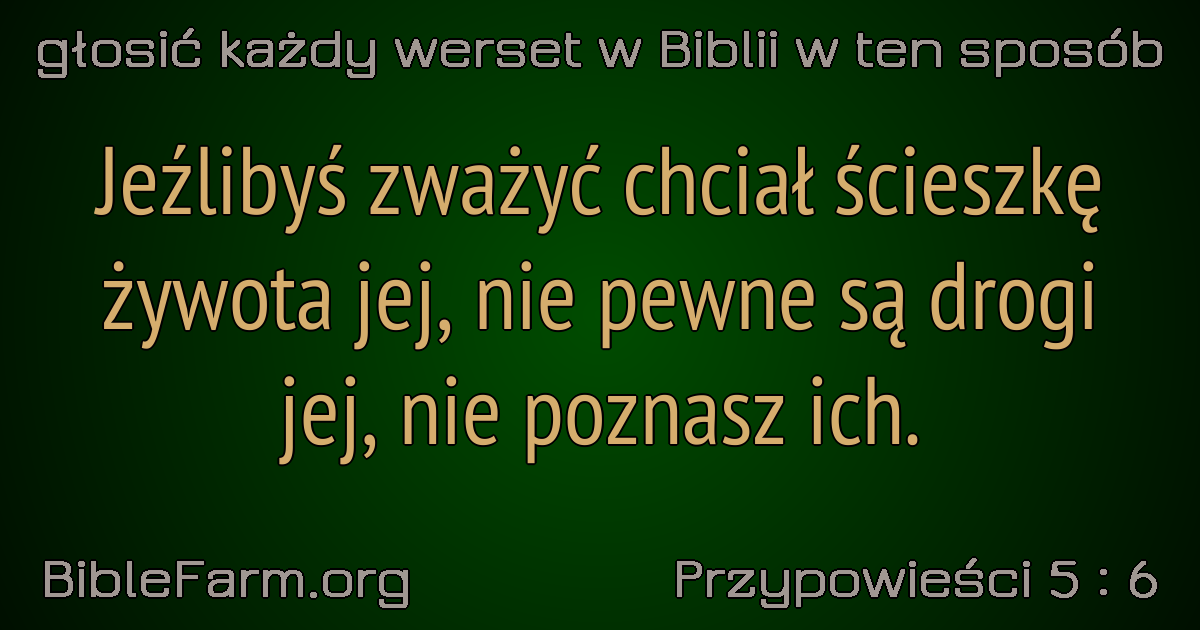 głosić każdy werset w Biblii w ten sposób
Jeźlibyś zważyć chciał ścieszkę
żywota jej, nie pewne są drogi
jej, nie poznasz ich.
BibleFarm.org
Przypowieści 5 : 6